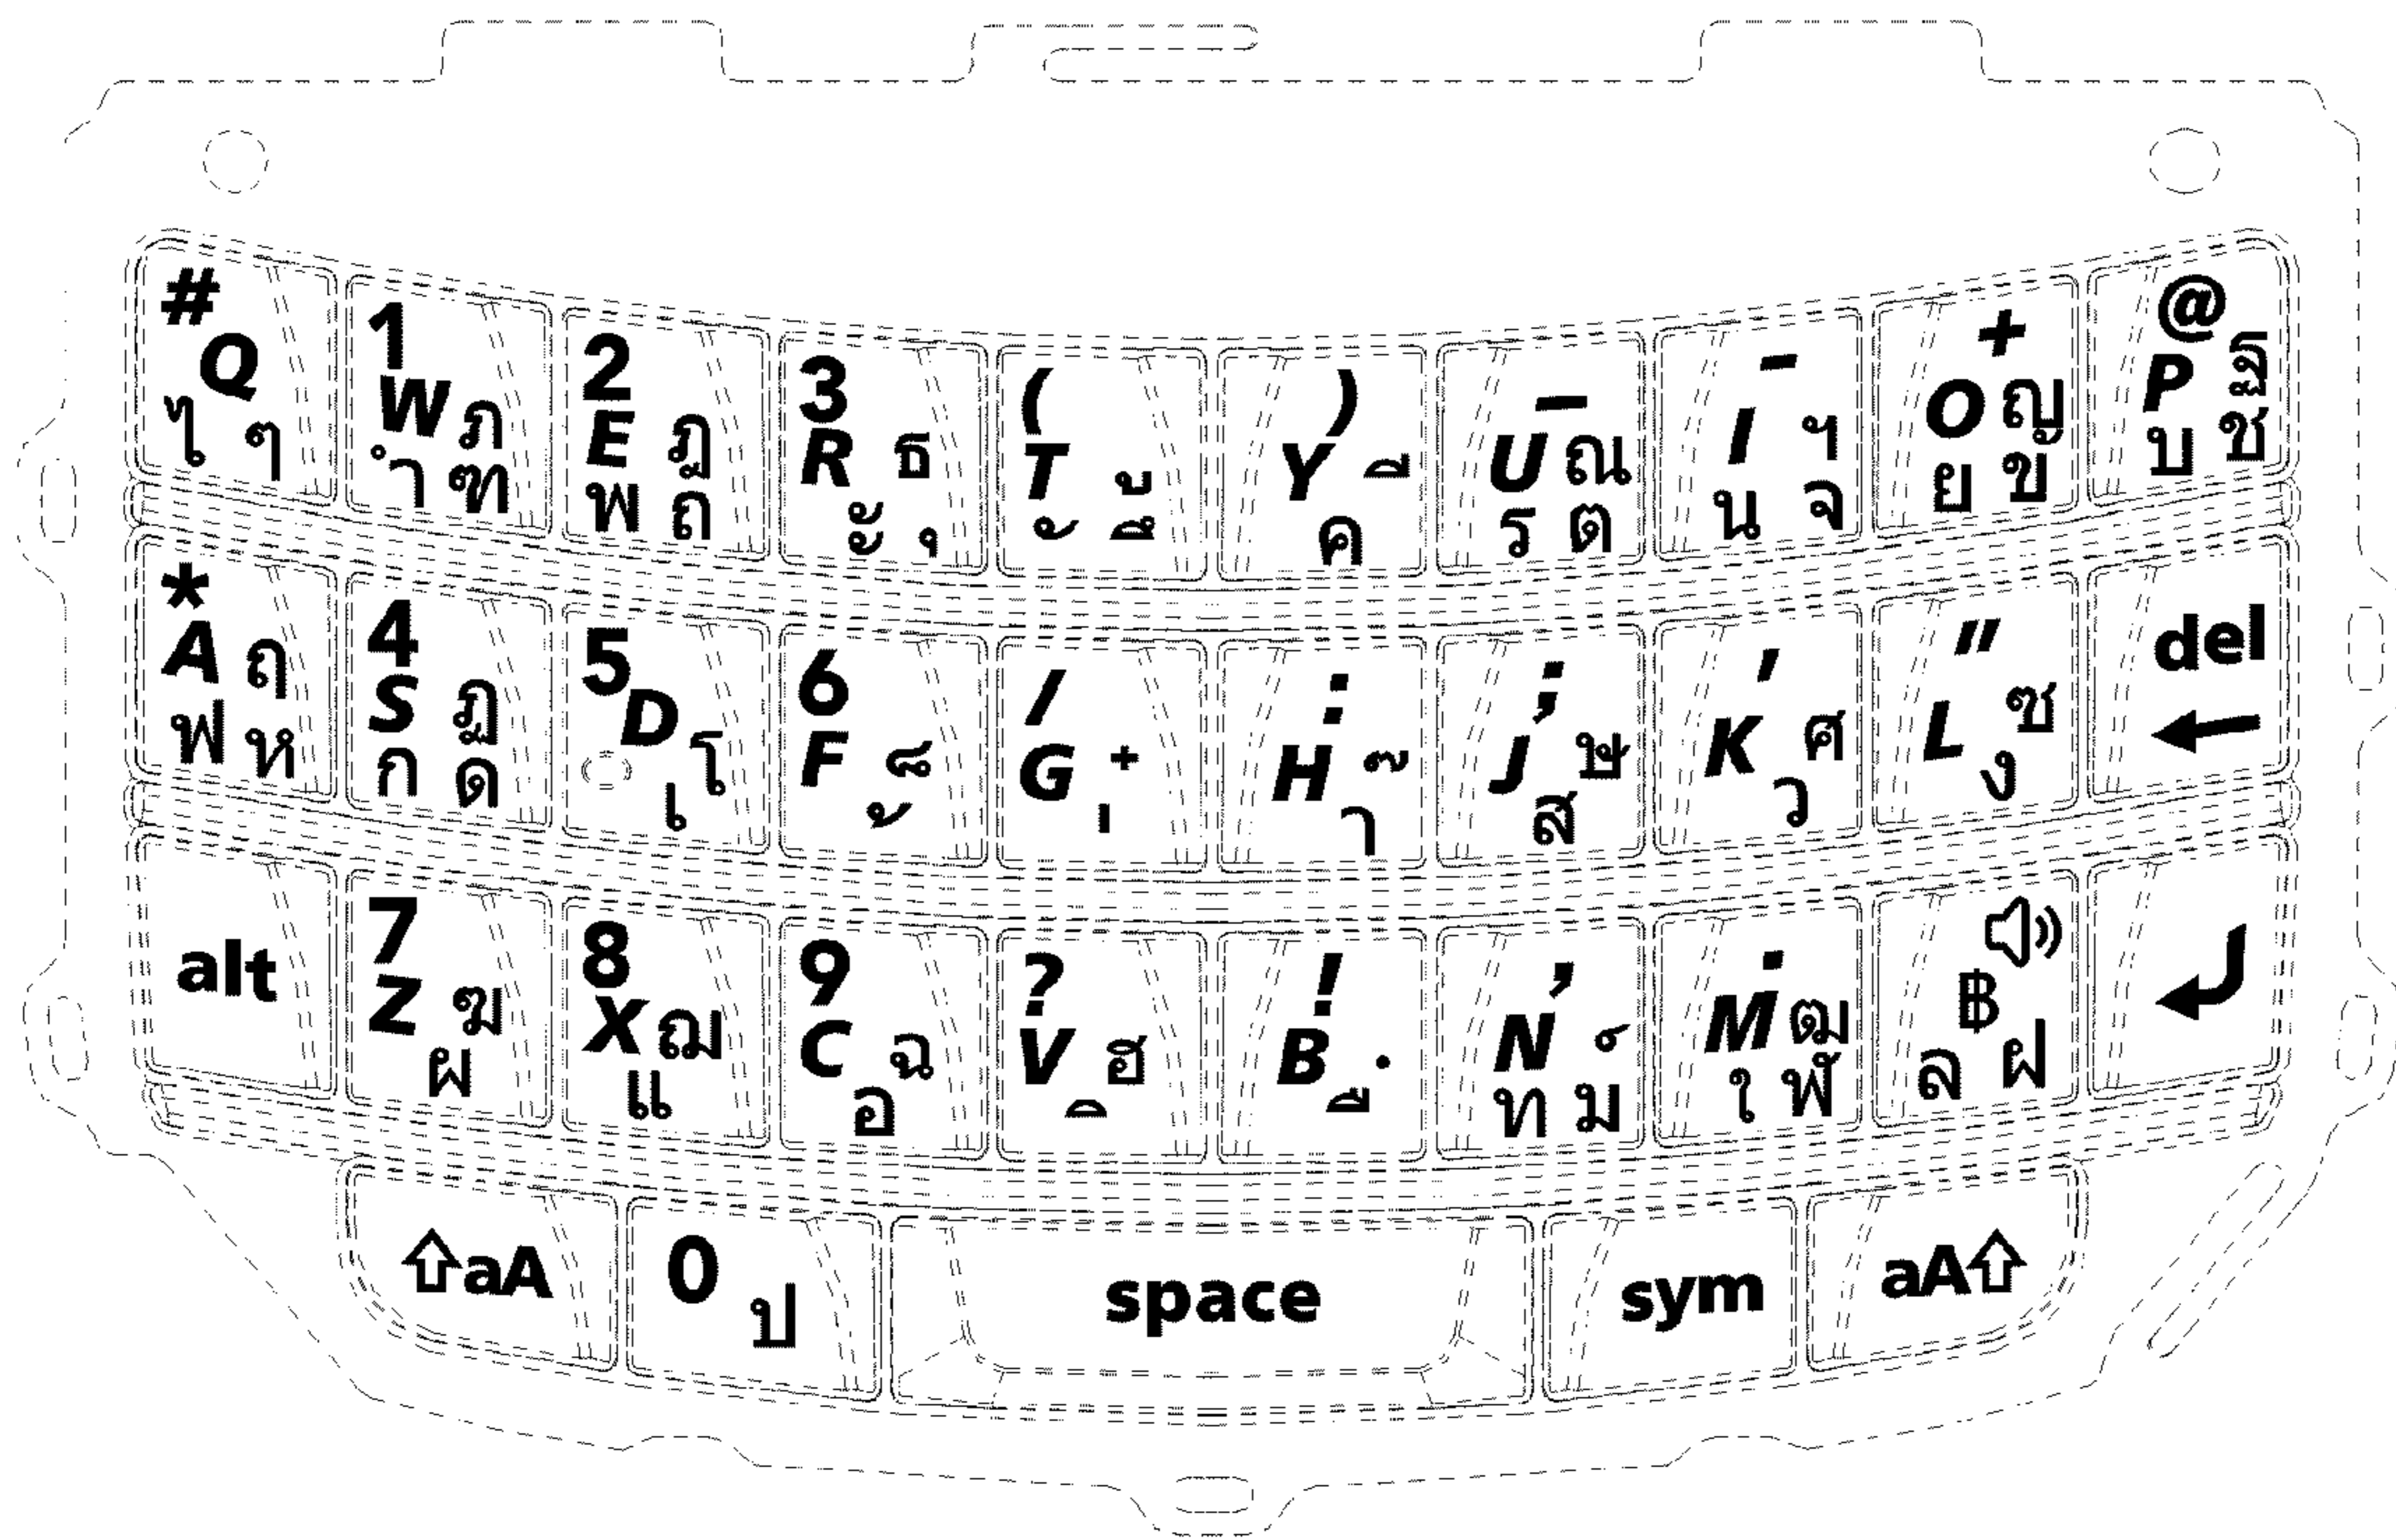 # Q ไ ๆ
1 W ภ ำ ฑ
2 E ฎ พ ถ
3 R ธ ะ ุ
( T ั ้ ึ
) Y ี ค
_ U ณ ร ต
- I ฯ น จ
+ O ญ ย ข
@ P ฐ บ ช
* A ฤ ฟ ห
4 S ฏ ก ด
5 D โ เ
6 F ็ ้
/ G ๋ ่
: H ๊ า
; J ษ ส
' K ศ ว
" L ซ ง
del
alt
7 Z ฆ ผ
8 X ฌ แ
9 C ฉ อ
? V ฮ ิ
! B ฺ ื
, N ์ ท ม
. M ฒ ใ ฬ
฿ ล ฝ
aA
0 ป
space
sym
aA